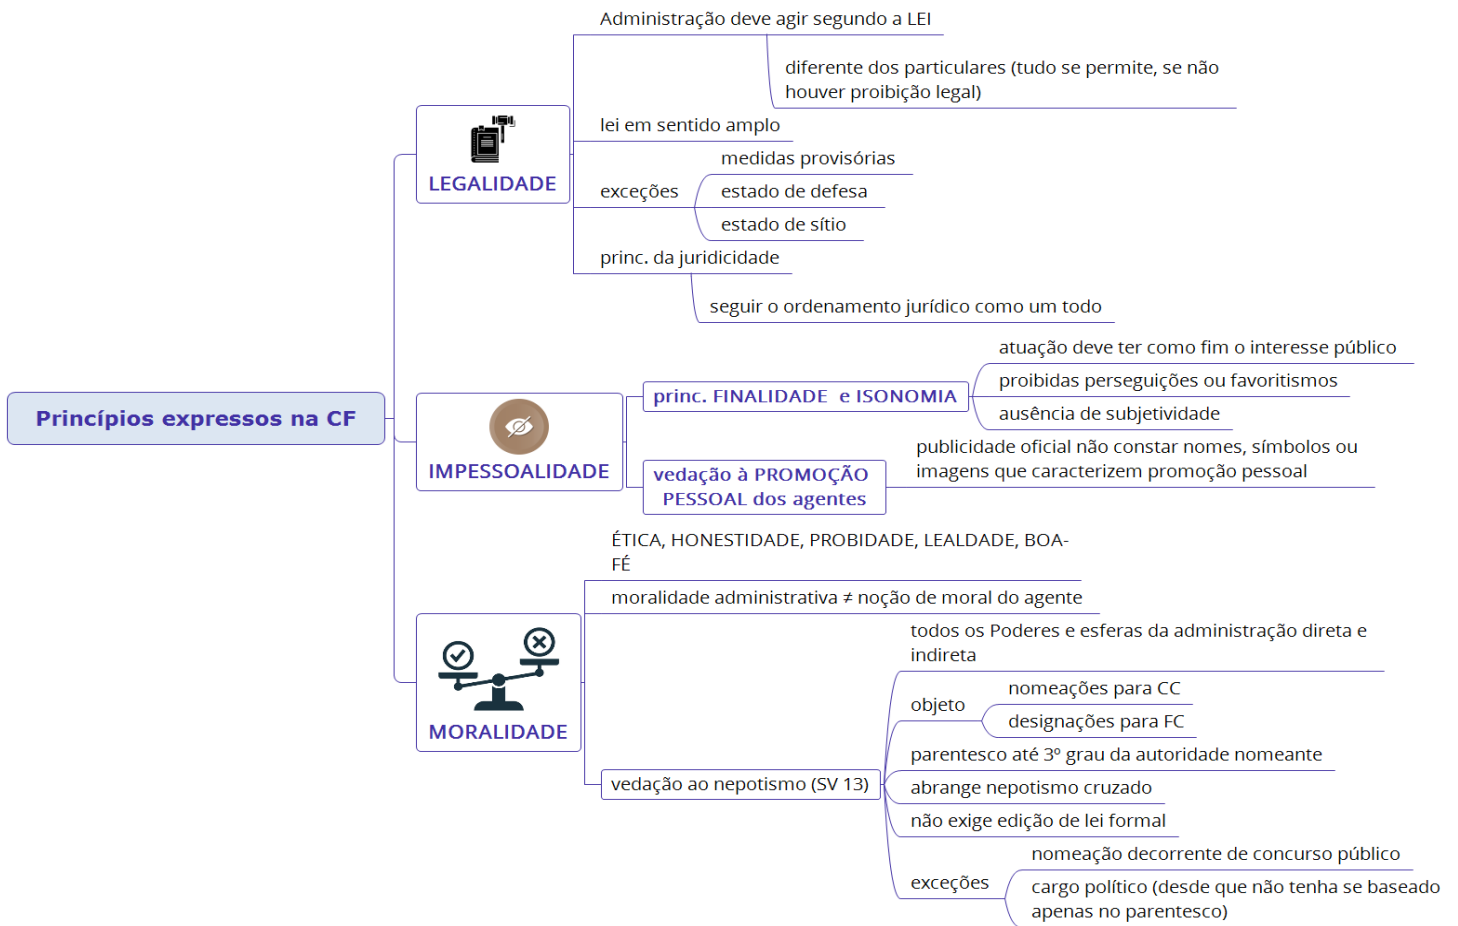 Princípios expressos na CF
LEGALIDADE
Administração deve agir segundo a LEI
diferente dos particulares (tudo se permite, se não
houver proibição legal)
lei em sentido amplo
exceções
medidas provisórias
estado de defesa
estado de sítio
princ. da juridicidade
seguir o ordenamento jurídico como um todo
IMPESSOALIDADE
princ. FINALIDADE e ISONOMIA
atuação deve ter como fim o interesse público
proibidas perseguições ou favoritismos
ausência de subjetividade
vedação à PROMOÇÃO
PESSOAL dos agentes
publicidade oficial não constar nomes, símbolos ou
imagens que caracterizem promoção pessoal
MORALIDADE
ÉTICA, HONESTIDADE, PROBIDADE, LEALDADE, BOA-
FÉ
moralidade administrativa ≠ noção de moral do agente
vedação ao nepotismo (SV 13)
todos os Poderes e esferas da administração direta e
indireta
objeto
nomeações para CC
designações para FC
parentesco até 3º grau da autoridade nomeante
abrange nepotismo cruzado
não exige edição de lei formal
exceções
nomeação decorrente de concurso público
cargo político (desde que não tenha se baseado
apenas no parentesco)